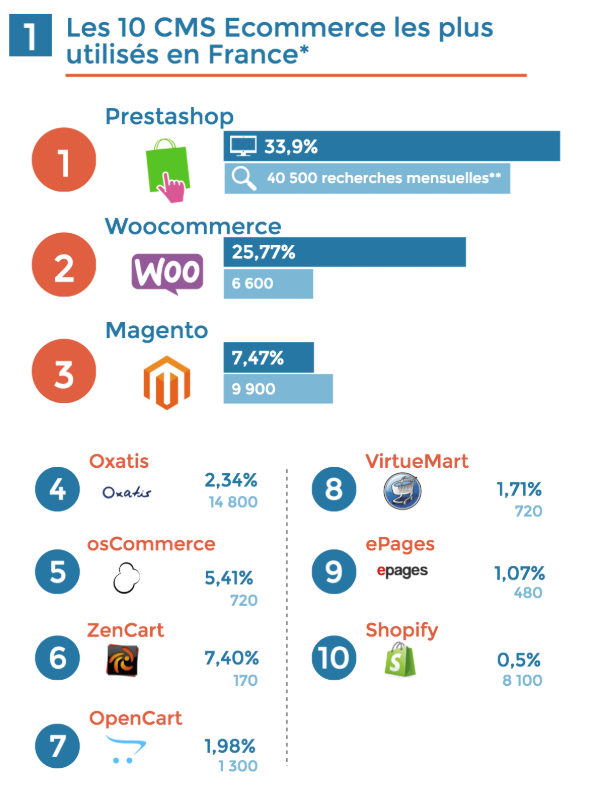 1
Les 10 CMS Ecommerce les plus
utilisés en France*
Prestashop
1
33,9%
40 500 recherches mensuelles**
Woocommerce
2
WOO
25,77%
6 600
Magento
3
7,47%
9 900
Oxatis
4
Oxatis
2,34%
14 800
osCommerce
5
5,41%
720
ZenCart
6
7,40%
170
OpenCart
7
1,98%
1 300
VirtueMart
8
1,71%
720
ePages
9
epages
1,07%
480
Shopify
10
S
0,5%
8 100